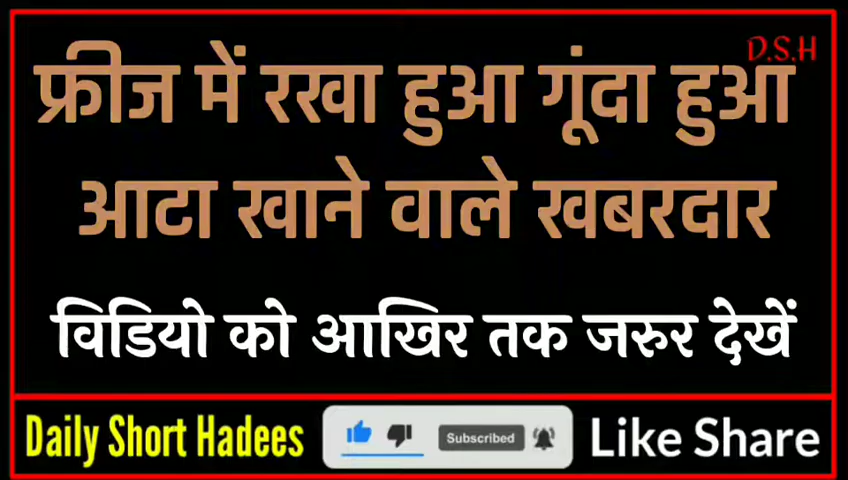 D.S.H
फ्रीज में रखा हुआ गूंदा हुआ
आटा खाने वाले खबरदार
विडियो को आखिर तक जरुर देखें
Daily Short Hadees Subscribed Like Share